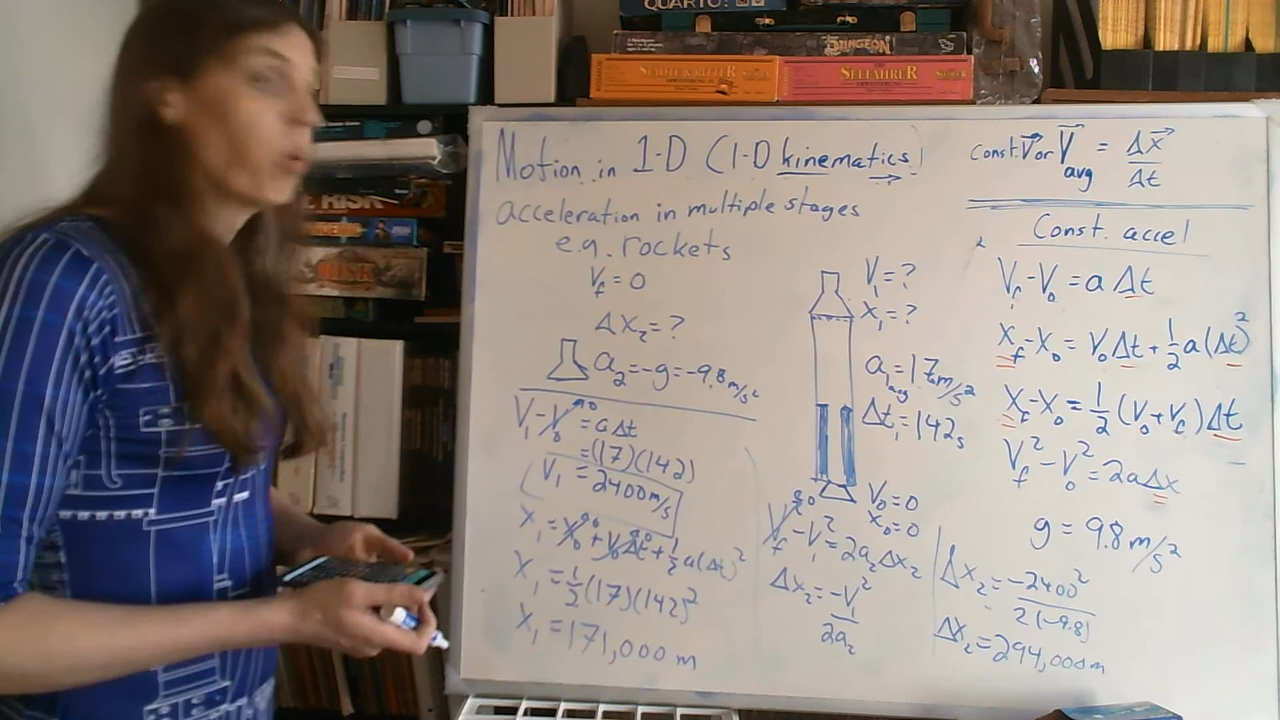 QUARTO!
DUNGEON
STÄDTE & RITTER
SEEFAHRER
RISK
RISK
Motion in 1-D (1-D kinematics)
acceleration in multiple stages
e.g. rockets
V_f = 0
ΔX_2 = ?
a_2 = -g = -9.8 m/s²
V_1 - V_0 = aΔt
= (17)(142)
V_1 = 2400 m/s
X_1 = X_0 + V_0Δt + ½a(Δt)²
X_1 = ½(17)(142)²
X_1 = 171,000 m
V_1 = ?
X_1 = ?
a_1avg = 17 m/s²
Δt_1 = 142 s
V_0 = 0
X_0 = 0
V_f² - V_1² = 2a_2ΔX_2
ΔX_2 = -V_1²/2a_2
ΔX_2 = -2400²/2(-9.8)
ΔX_2 = 294,000 m
const. V or V avg = ΔX/Δt
Const. accel
V_f - V_0 = aΔt
X_f - X_0 = V_0Δt + ½a(Δt)²
X_f - X_0 = ½(V_0 + V_f)Δt
V_f² - V_0² = 2aΔx
g = 9.8 m/s²